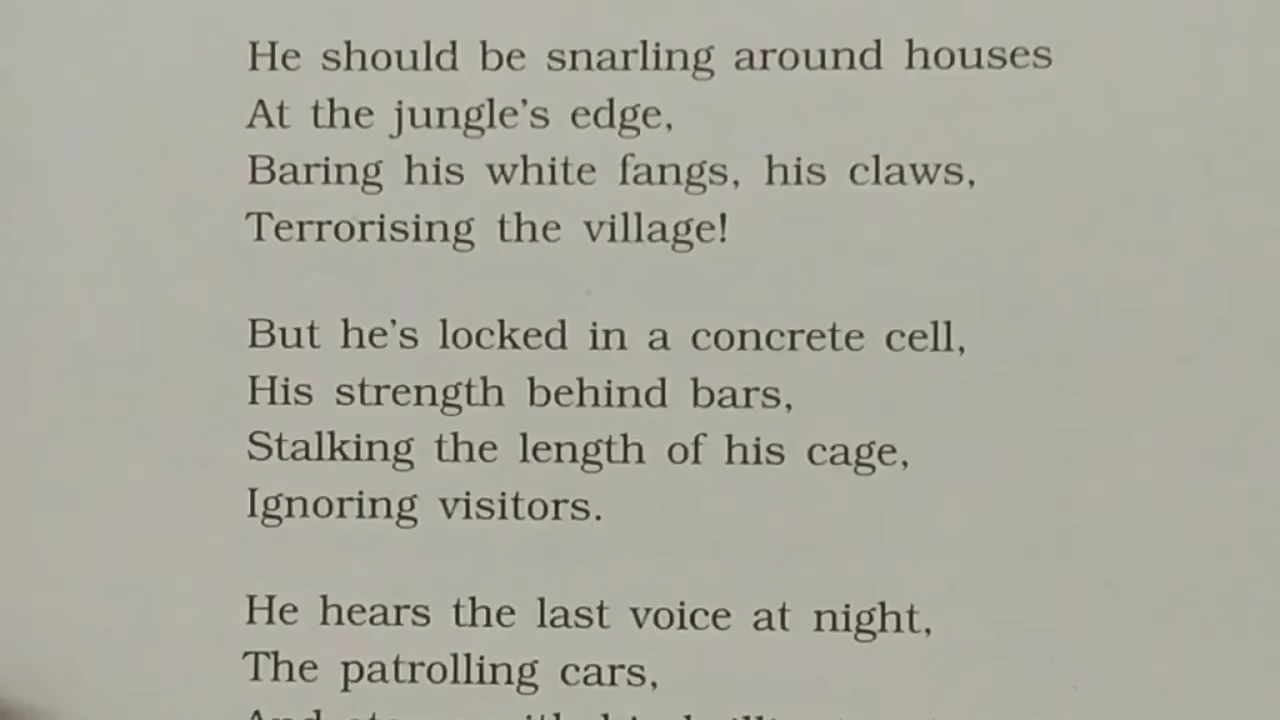 He should be snarling around houses
At the jungle's edge,
Baring his white fangs, his claws,
Terrorising the village!
But he's locked in a concrete cell,
His strength behind bars,
Stalking the length of his cage,
Ignoring visitors.
He hears the last voice at night,
The patrolling cars,